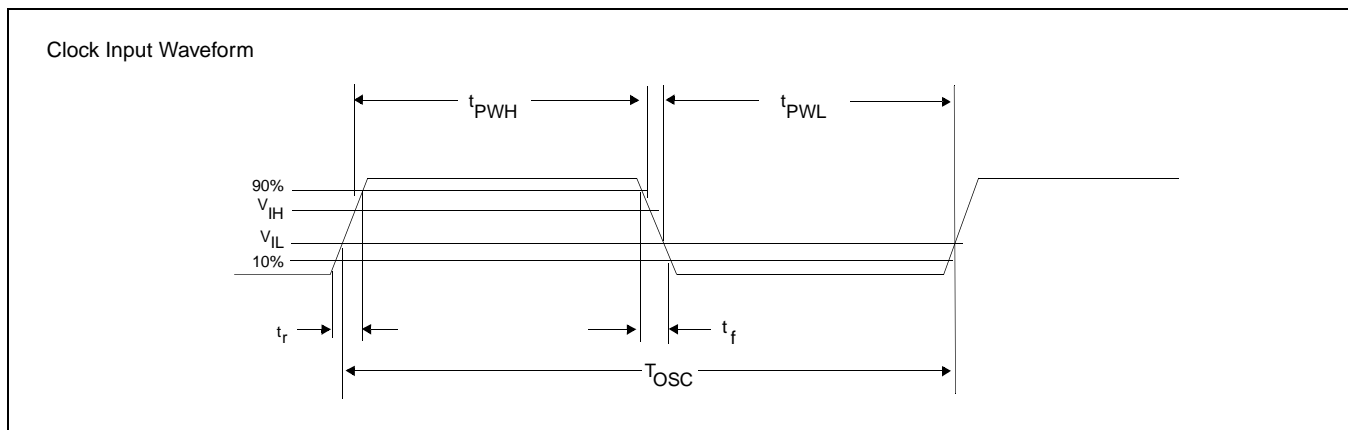 Clock Input Waveform
tPWH
tPWL
90%
VIH
VIL
10%
tr
tf
TOSC